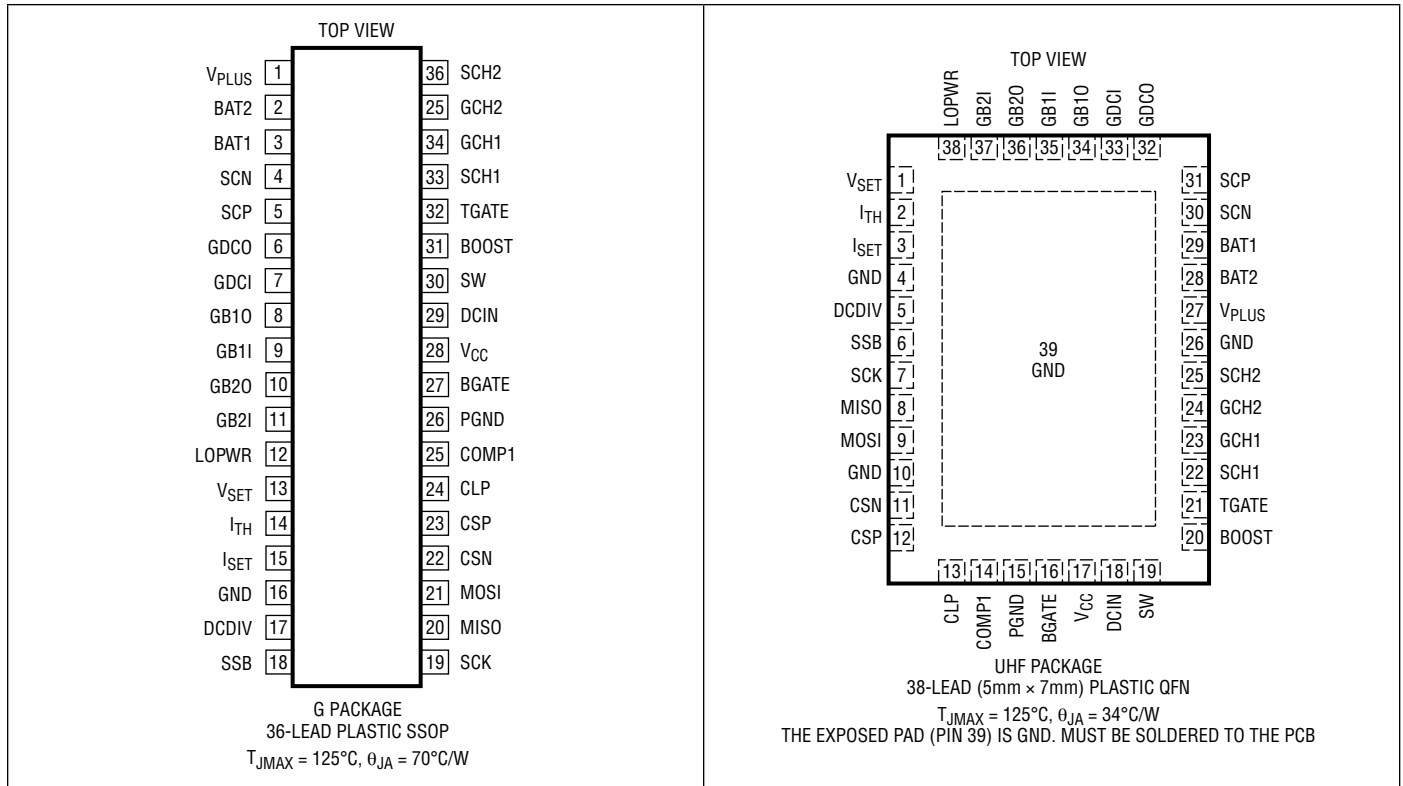 TOP VIEW
VPLUS 1
BAT2 2
BAT1 3
SCN 4
SCP 5
GDCO 6
GDCI 7
GB1O 8
GB1I 9
GB2O 10
GB2I 11
LOPWR 12
VSET 13
ITH 14
ISET 15
GND 16
DCDIV 17
SSB 18
36 SCH2
25 GCH2
34 GCH1
33 SCH1
32 TGATE
31 BOOST
30 SW
29 DCIN
28 VCC
27 BGATE
26 PGND
25 COMP1
24 CLP
23 CSP
22 CSN
21 MOSI
20 MISO
19 SCK
G PACKAGE
36-LEAD PLASTIC SSOP
TJMAX = 125°C, θJA = 70°C/W
TOP VIEW
LOPWR GB2I GB2O GB1I GB1O GDCI GDCO
38 37 36 35 34 33 32
VSET 1
ITH 2
ISET 3
GND 4
DCDIV 5
SSB 6
SCK 7
MISO 8
MOSI 9
GND 10
CSN 11
CSP 12
39
GND
31 SCP
30 SCN
29 BAT1
28 BAT2
27 VPLUS
26 GND
25 SCH2
24 GCH2
23 GCH1
22 SCH1
21 TGATE
20 BOOST
13 14 15 16 17 18 19
CLP COMP1 PGND BGATE VCC DCIN SW
UHF PACKAGE
38-LEAD (5mm × 7mm) PLASTIC QFN
TJMAX = 125°C, θJA = 34°C/W
THE EXPOSED PAD (PIN 39) IS GND. MUST BE SOLDERED TO THE PCB